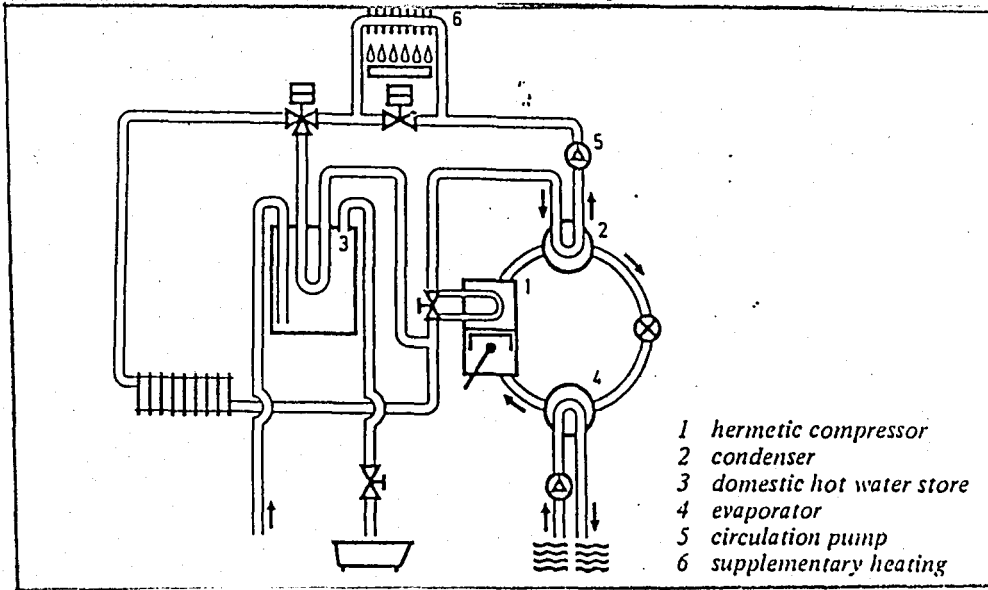 6
5
2
3
1
4
1 hermetic compressor
2 condenser
3 domestic hot water store
4 evaporator
5 circulation pump
6 supplementary heating